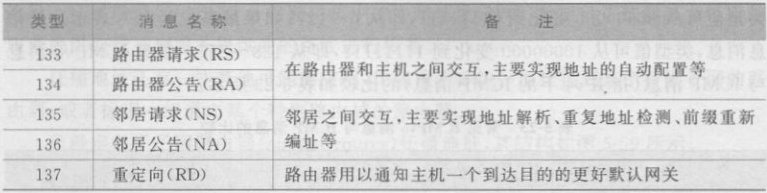 类型 消息名称 备注
133 路由器请求(RS)
在路由器和主机之间交互,主要实现地址的自动配置等
134 路由器公告(RA)
135 邻居请求(NS)
邻居之间交互,主要实现地址解析、重复地址检测、前缀重新
编址等
136 邻居公告(NA)
137 重定向(RD) 路由器用以通知主机一个到达目的的更好默认网关